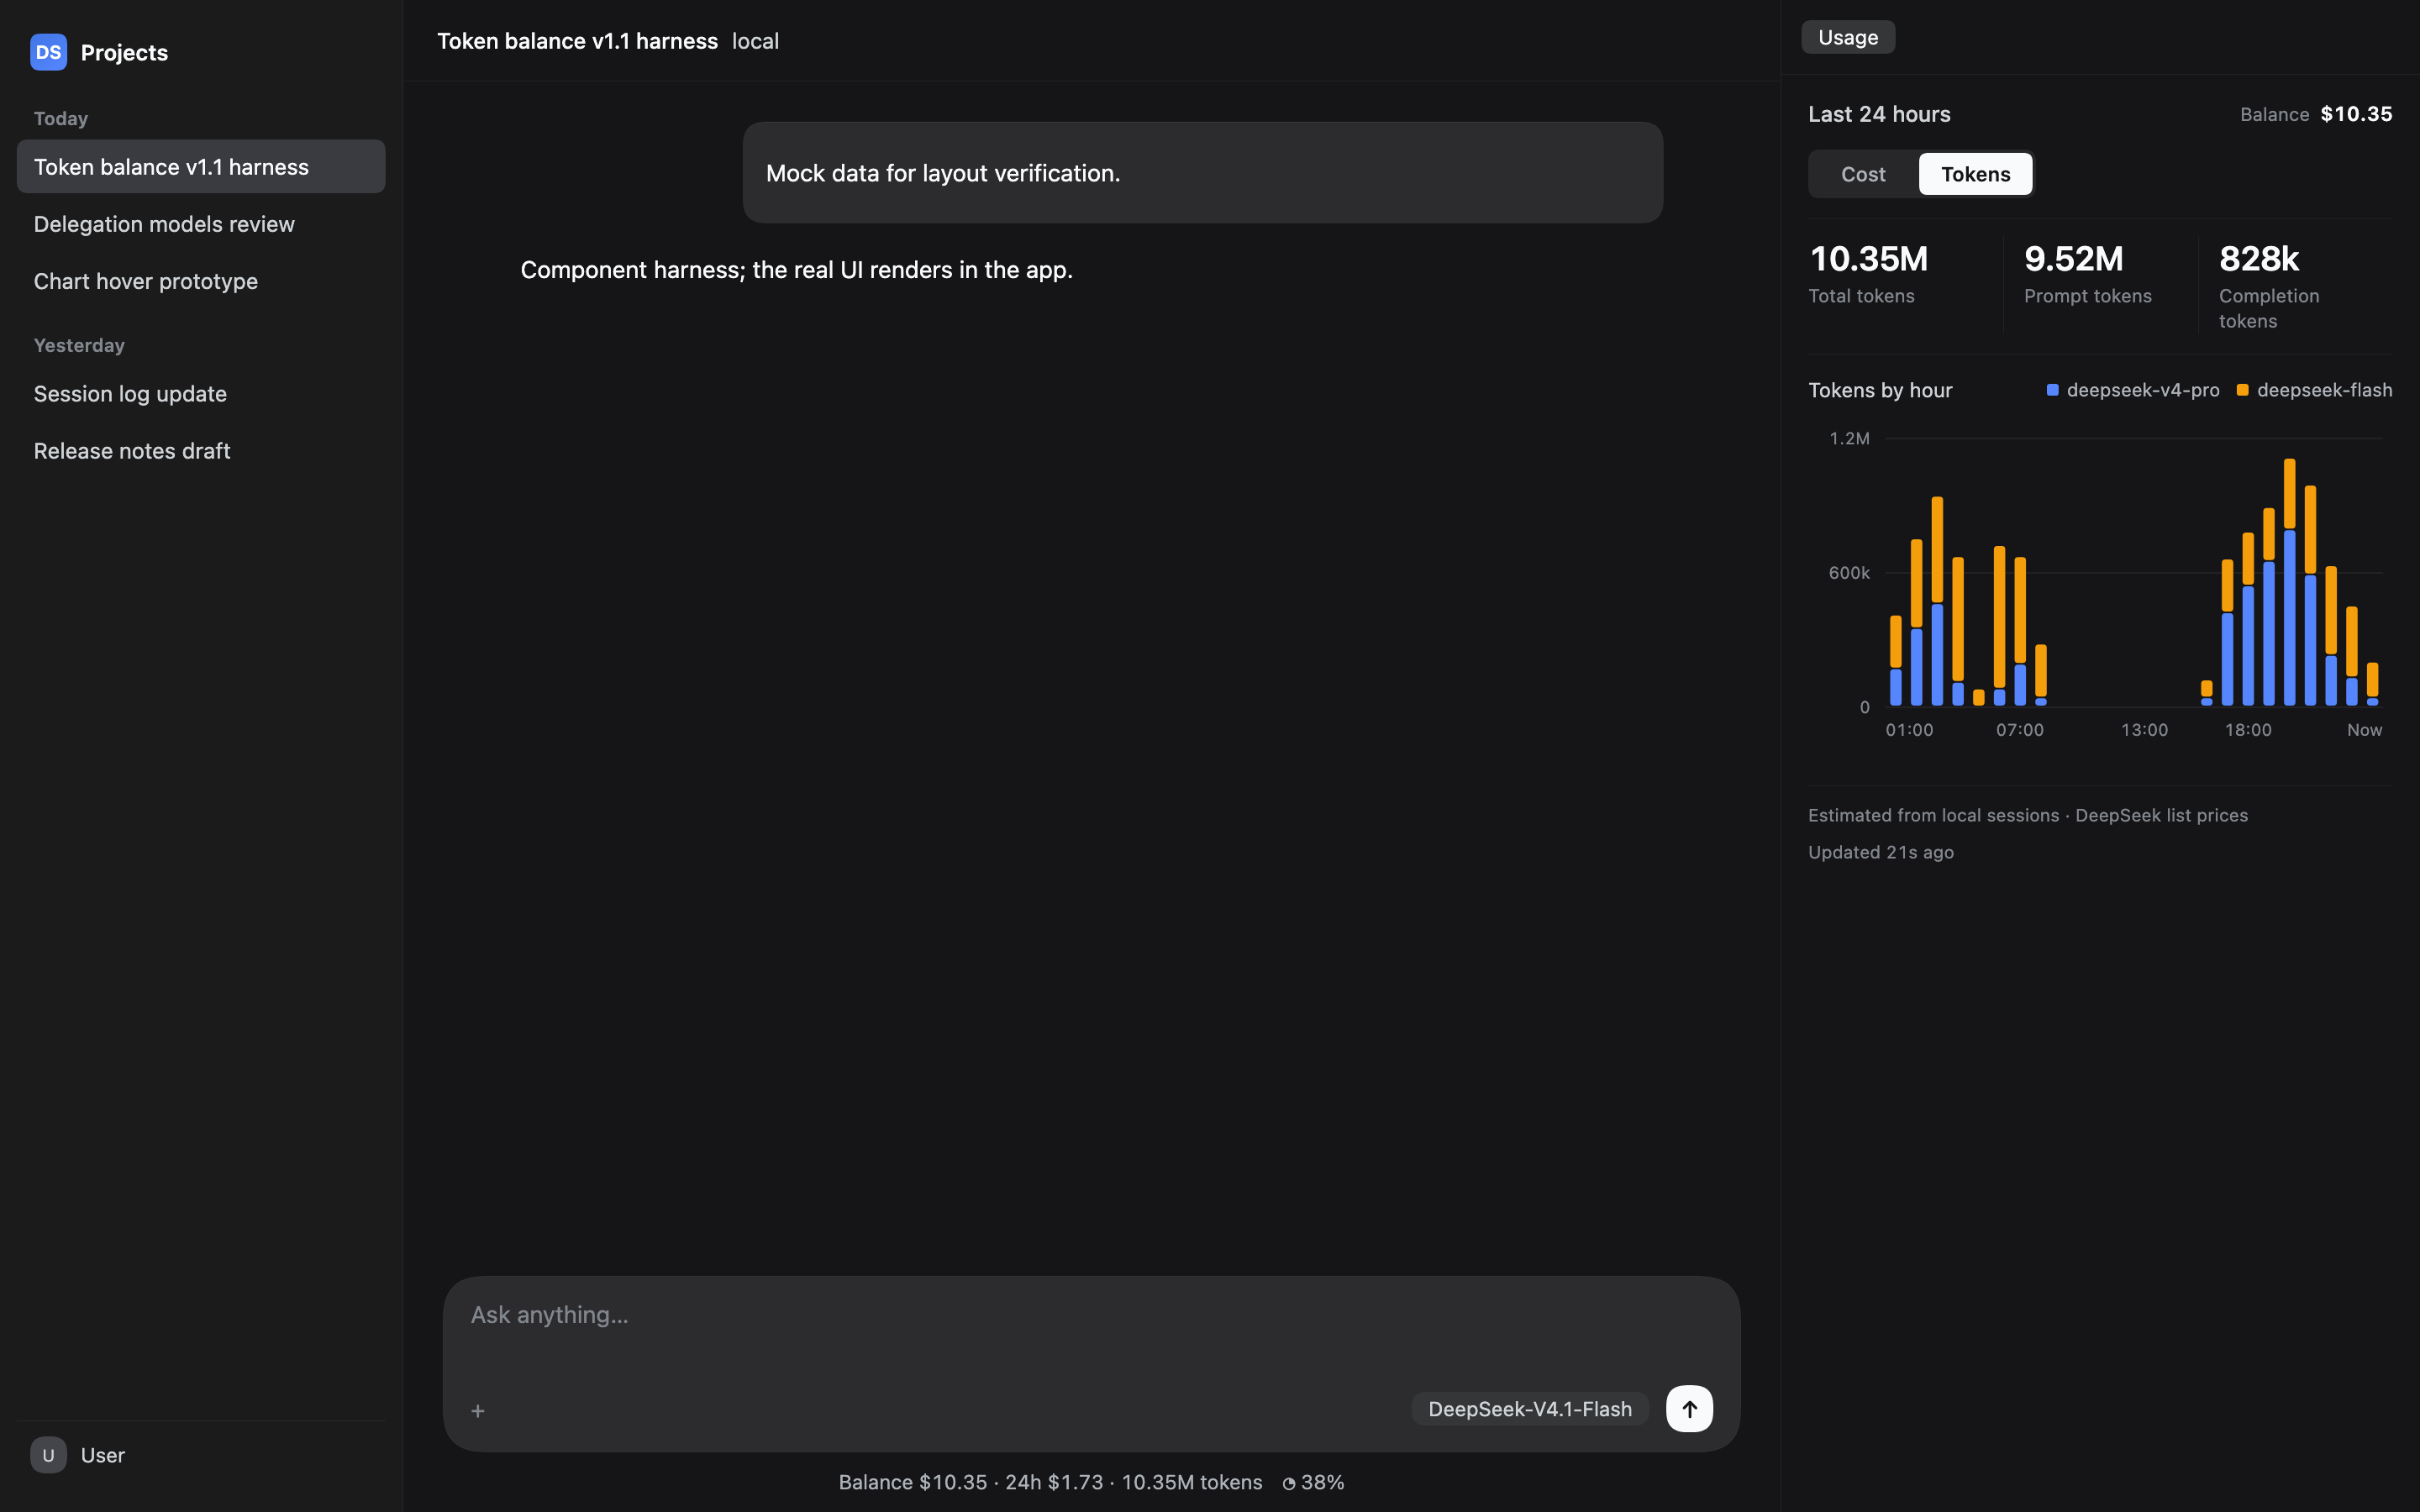 DS Projects
Today
Token balance v1.1 harness
Delegation models review
Chart hover prototype
Yesterday
Session log update
Release notes draft
U User
Token balance v1.1 harness local
Mock data for layout verification.
Component harness; the real UI renders in the app.
Ask anything...
+
DeepSeek-V4.1-Flash
Balance $10.35 · 24h $1.73 · 10.35M tokens 38%
Usage
Last 24 hours Balance $10.35
Cost Tokens
10.35M 9.52M 828k
Total tokens Prompt tokens Completion
tokens
Tokens by hour deepseek-v4-pro deepseek-flash
1.2M
600k
0
01:00 07:00 13:00 18:00 Now
Estimated from local sessions · DeepSeek list prices
Updated 21s ago